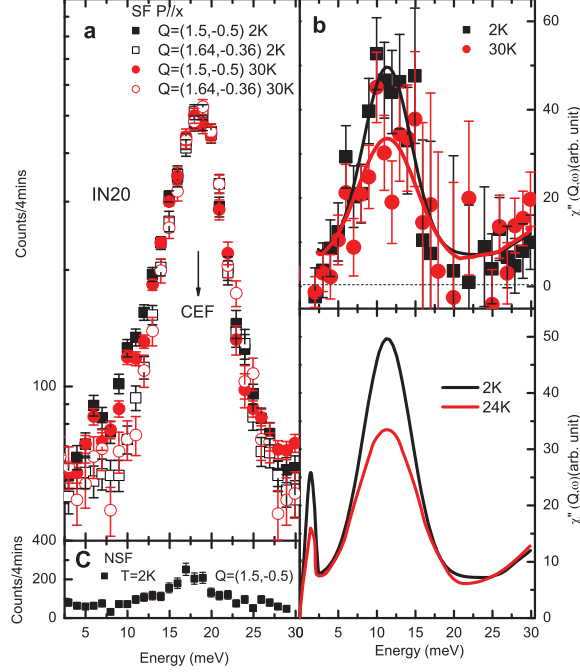 a
SF P//x
Q=(1.5,-0.5) 2K
Q=(1.64,-0.36) 2K
Q=(1.5,-0.5) 30K
Q=(1.64,-0.36) 30K
IN20
CEF
Counts/4mins
100
b
2K
30K
60
40
20
0
χ" (Q,ω)(arb. unit)
2K
24K
50
40
30
20
10
0
χ" (Q,ω)(arb. unit)
C
NSF
T=2K Q=(1.5,-0.5)
Counts/4mins
400
200
0
5 10 15 20 25 30 5 10 15 20 25 30
Energy (meV) Energy (meV)